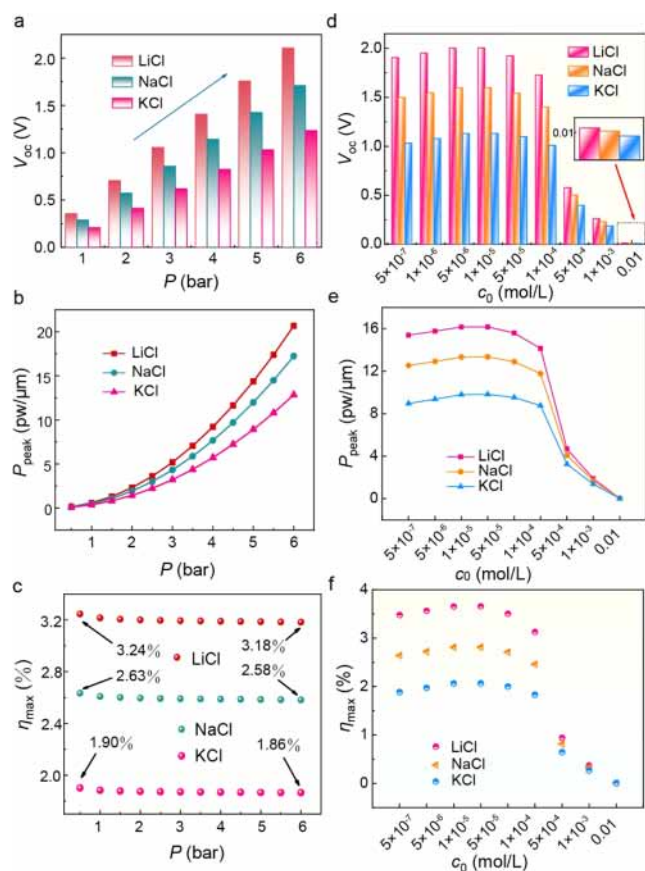 a
2.0
1.5
1.0
0.5
0.0
V_oc (V)
LiCl
NaCl
KCl
1 2 3 4 5 6
P (bar)
b
20
15
10
5
0
P_peak (pw/μm)
LiCl
NaCl
KCl
1 2 3 4 5 6
P (bar)
c
3.2
2.8
2.4
2.0
η_max (%)
3.24%
3.18%
LiCl
2.63%
2.58%
NaCl
KCl
1.90%
1.86%
1 2 3 4 5 6
P (bar)
d
2.0
1.5
1.0
0.5
0.0
V_oc (V)
LiCl
NaCl
KCl
0.01
5×10⁻⁷ 1×10⁻⁶ 5×10⁻⁶ 1×10⁻⁵ 5×10⁻⁵ 1×10⁻⁴ 5×10⁻⁴ 1×10⁻³ 0.01
c₀ (mol/L)
e
16
12
8
4
0
P_peak (pw/μm)
LiCl
NaCl
KCl
5×10⁻⁷ 5×10⁻⁶ 1×10⁻⁵ 5×10⁻⁵ 1×10⁻⁴ 5×10⁻⁴ 1×10⁻³ 0.01
c₀ (mol/L)
f
4
3
2
1
0
η_max (%)
LiCl
NaCl
KCl
5×10⁻⁷ 5×10⁻⁶ 1×10⁻⁵ 5×10⁻⁵ 1×10⁻⁴ 5×10⁻⁴ 1×10⁻³ 0.01
c₀ (mol/L)